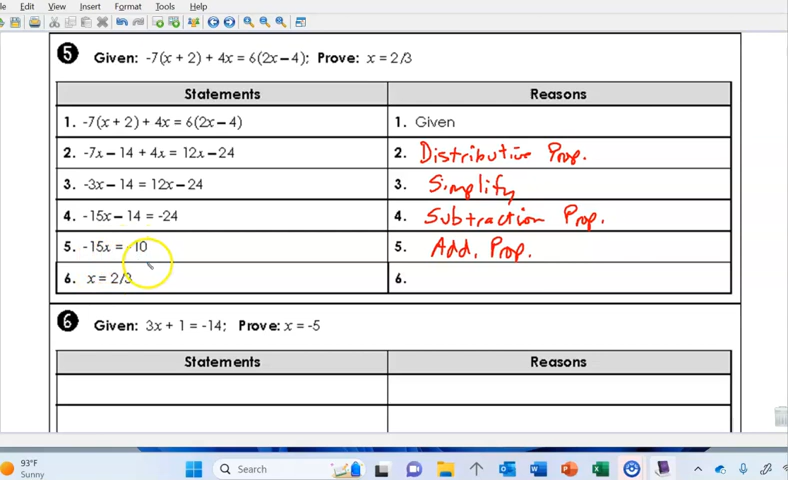 View Insert Format Tools Help
5 Given: -7(x + 2) + 4x = 6(2x – 4); Prove: x = 2/3
Statements Reasons
1. -7(x + 2) + 4x = 6(2x – 4) 1. Given
2. -7x – 14 + 4x = 12x – 24 2. Distributive Prop.
3. -3x – 14 = 12x – 24 3. Simplify
4. -15x – 14 = -24 4. Subtraction Prop.
5. -15x = -10 5. Add. Prop.
6. x = 2/3 6.
6 Given: 3x + 1 = -14; Prove: x = -5
Statements Reasons
93°F
Sunny
Search